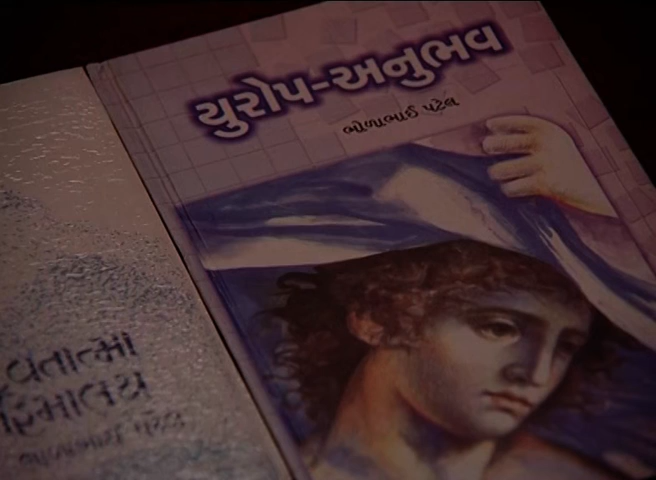 યુરોપ-અનુભવ
ભોળાભાઈ પટેલ
વતાત્મા
હિમાલય
ભોળાભાઈ પટેલ